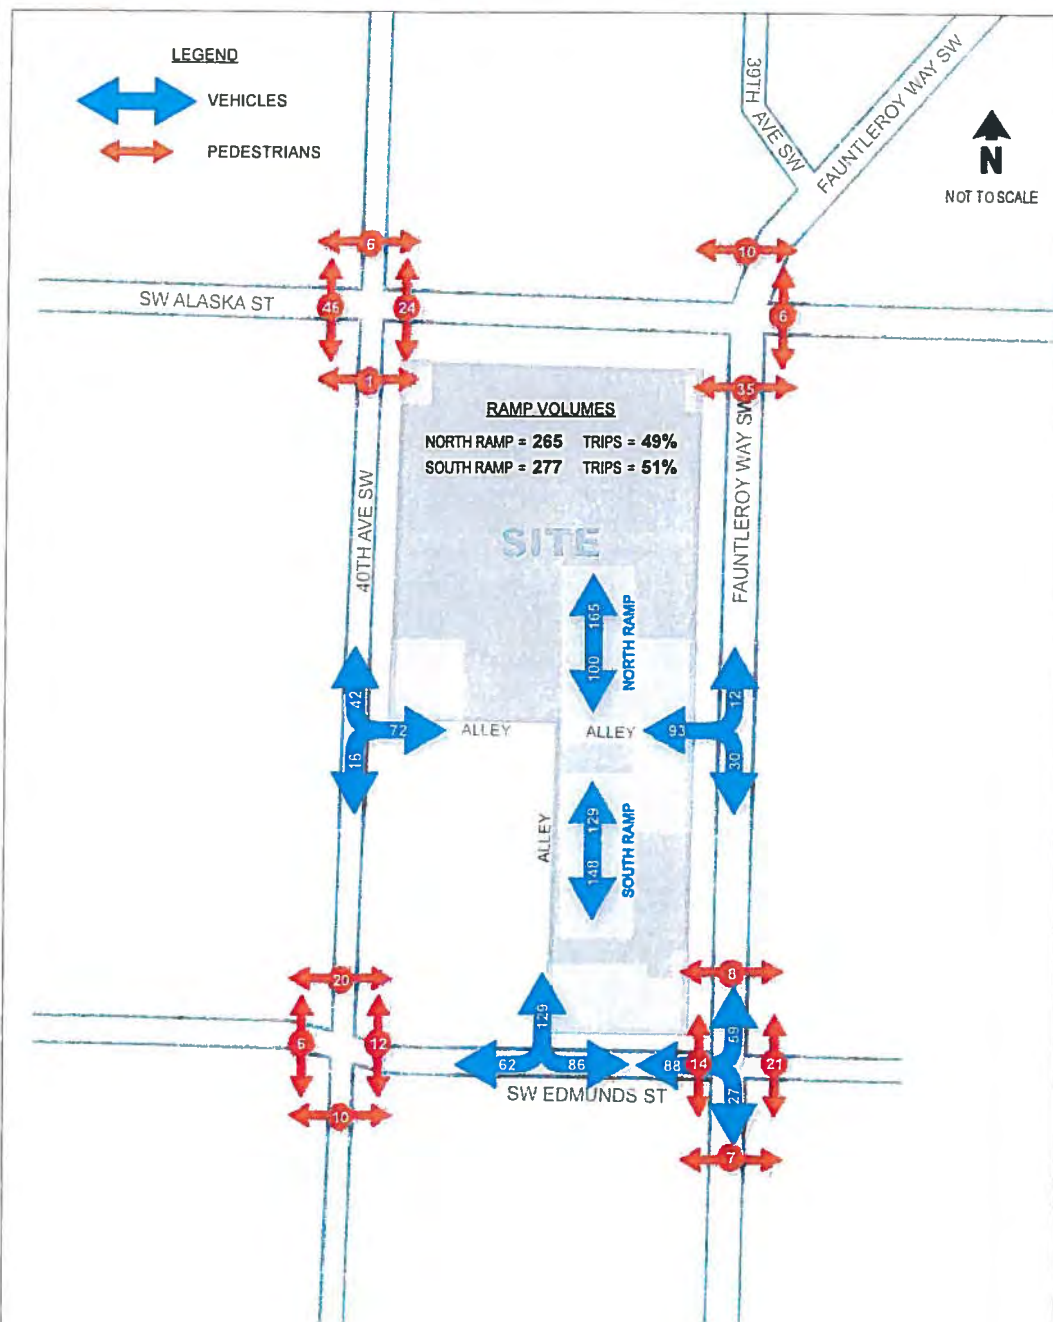 LEGEND
VEHICLES
PEDESTRIANS
39TH AVE SW
FAUNTLEROY WAY SW
N
NOT TO SCALE
6
10
SW ALASKA ST
46
24
6
1
35
RAMP VOLUMES
NORTH RAMP = 265 TRIPS = 49%
SOUTH RAMP = 277 TRIPS = 51%
40TH AVE SW
SITE
FAUNTLEROY WAY SW
165
100
NORTH RAMP
42
72
16
ALLEY
ALLEY
93
12
30
ALLEY
129
148
SOUTH RAMP
20
8
6
12
129
62
86
88
14
59
27
21
SW EDMUNDS ST
10
7